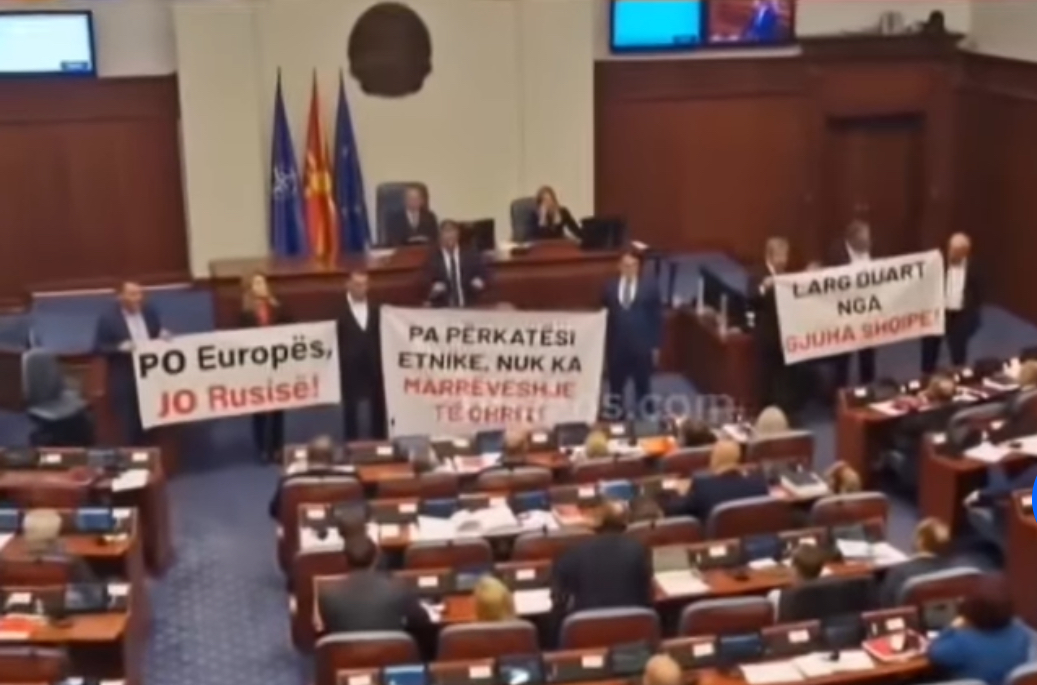 PO Europës,
JO Rusisë!
PA PËRKATËSI
ETNIKE, NUK KA
MARRËVESHJE
TË OHRIT!
LARG DUART
NGA
GJUHA SHQIPE!